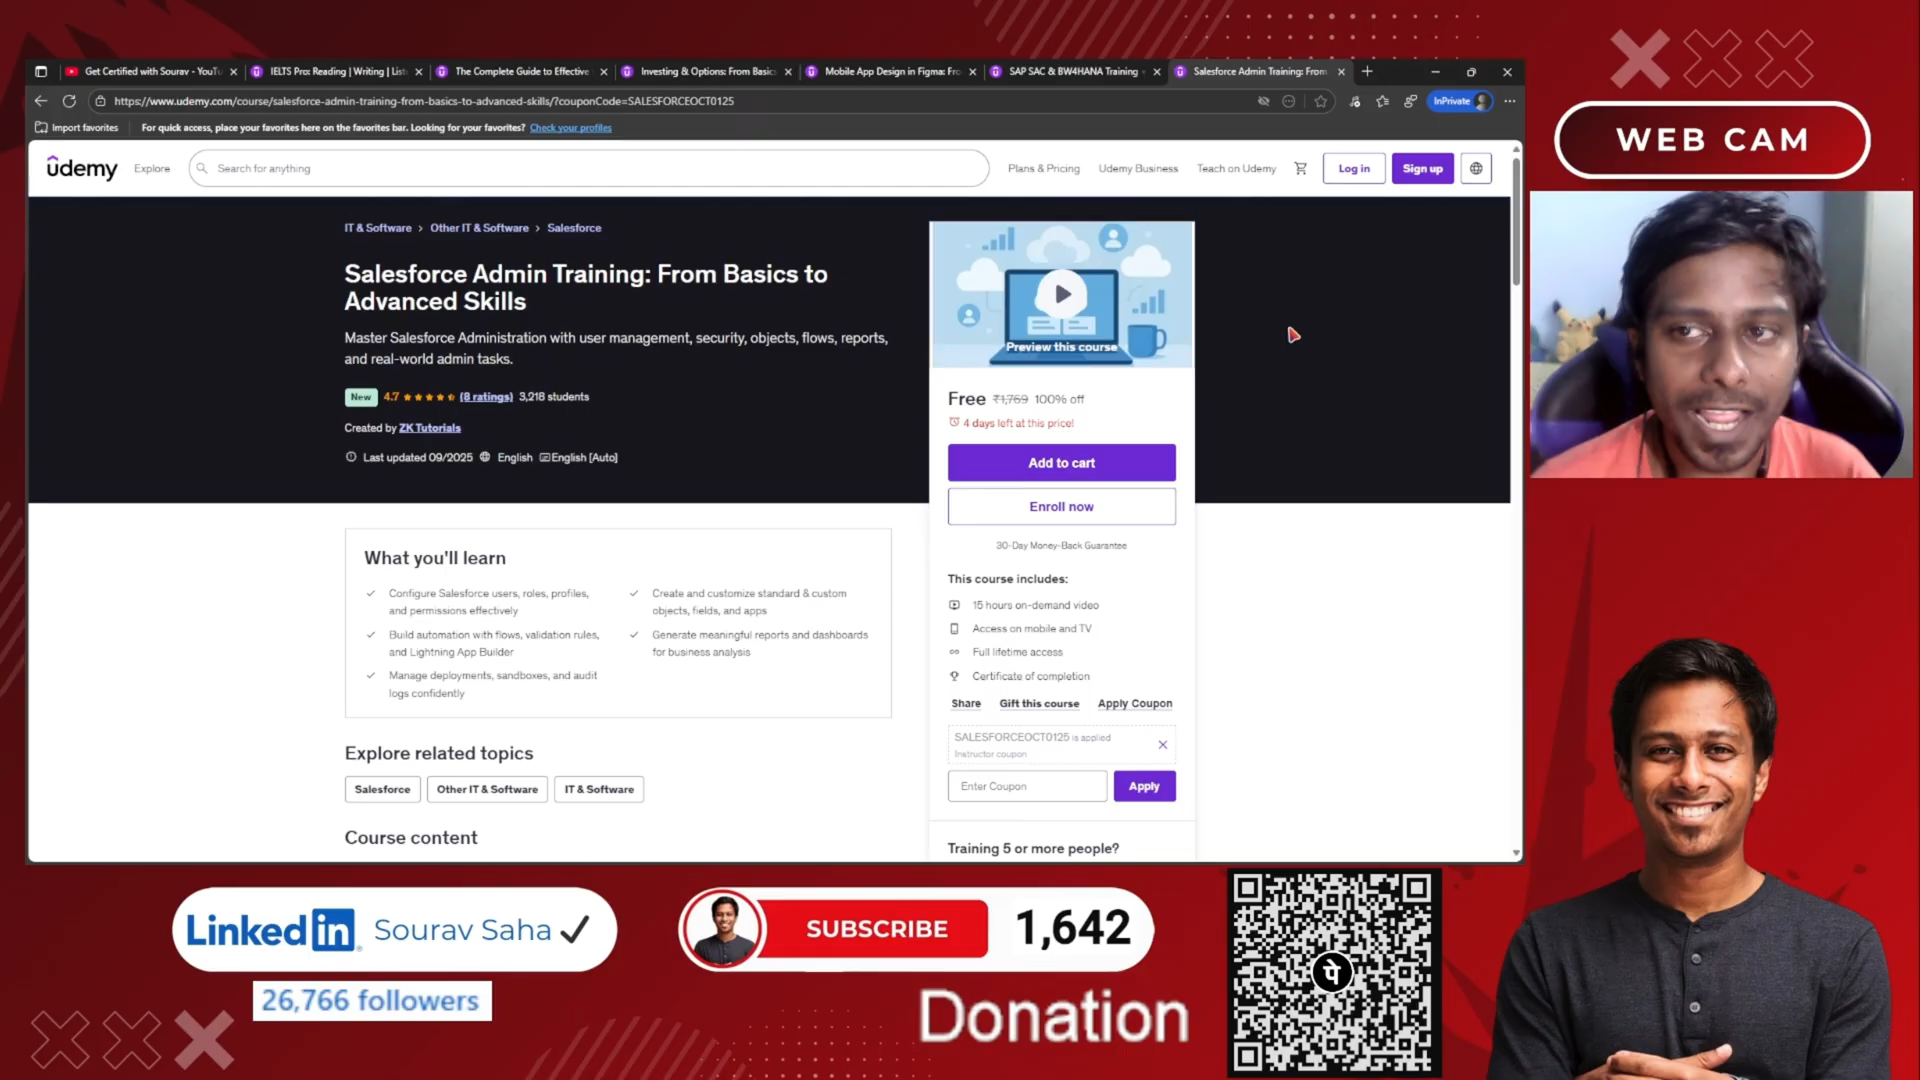 Get Certified with Sourav - YouTu
IELTS Pro: Reading | Writing | List
The Complete Guide to Effective
Investing & Options: From Basics
Mobile App Design in Figma: Fro
SAP SAC & BW4HANA Training -
Salesforce Admin Training: From
https://www.udemy.com/course/salesforce-admin-training-from-basics-to-advanced-skills/?couponCode=SALESFORCEOCT0125
InPrivate
Import favorites
For quick access, place your favorites here on the favorites bar. Looking for your favorites? Check your profiles
WEB CAM
udemy
Explore
Search for anything
Plans & Pricing
Udemy Business
Teach on Udemy
Log in
Sign up
IT & Software > Other IT & Software > Salesforce
Salesforce Admin Training: From Basics to
Advanced Skills
Master Salesforce Administration with user management, security, objects, flows, reports,
and real-world admin tasks.
New 4.7 (8 ratings) 3,218 students
Created by ZK Tutorials
Last updated 09/2025 English English [Auto]
Preview this course
Free ₹1,769 100% off
4 days left at this price!
Add to cart
Enroll now
30-Day Money-Back Guarantee
This course includes:
15 hours on-demand video
Access on mobile and TV
Full lifetime access
Certificate of completion
Share
Gift this course
Apply Coupon
SALESFORCEOCT0125 is applied
Instructor coupon
Enter Coupon
Apply
Training 5 or more people?
What you'll learn
Configure Salesforce users, roles, profiles,
and permissions effectively
Create and customize standard & custom
objects, fields, and apps
Build automation with flows, validation rules,
and Lightning App Builder
Generate meaningful reports and dashboards
for business analysis
Manage deployments, sandboxes, and audit
logs confidently
Explore related topics
Salesforce
Other IT & Software
IT & Software
Course content
Linkedin Sourav Saha
26,766 followers
SUBSCRIBE 1,642
Donation
पे